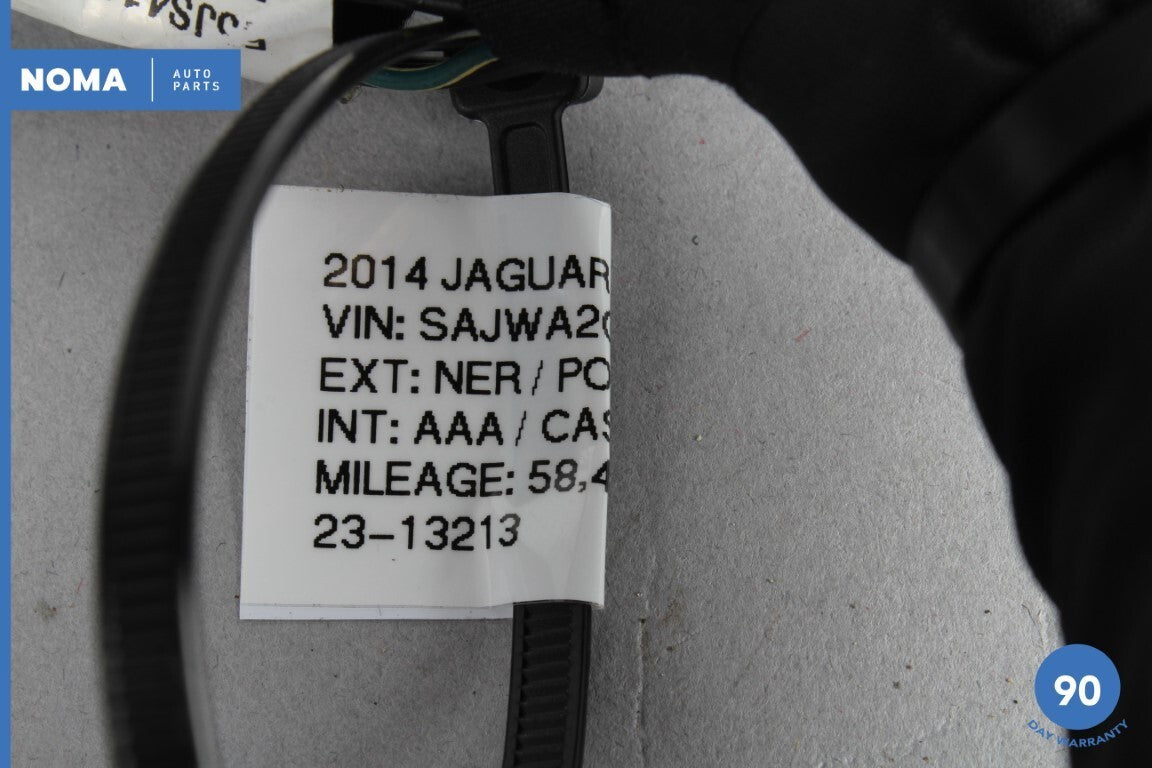 NOMA
AUTO
PARTS
2014 JAGUAR
VIN: SAJWA2
EXT: NER / PO
INT: AAA / CAS
MILEAGE: 58,4
23-13213
90
DAY WARRANTY